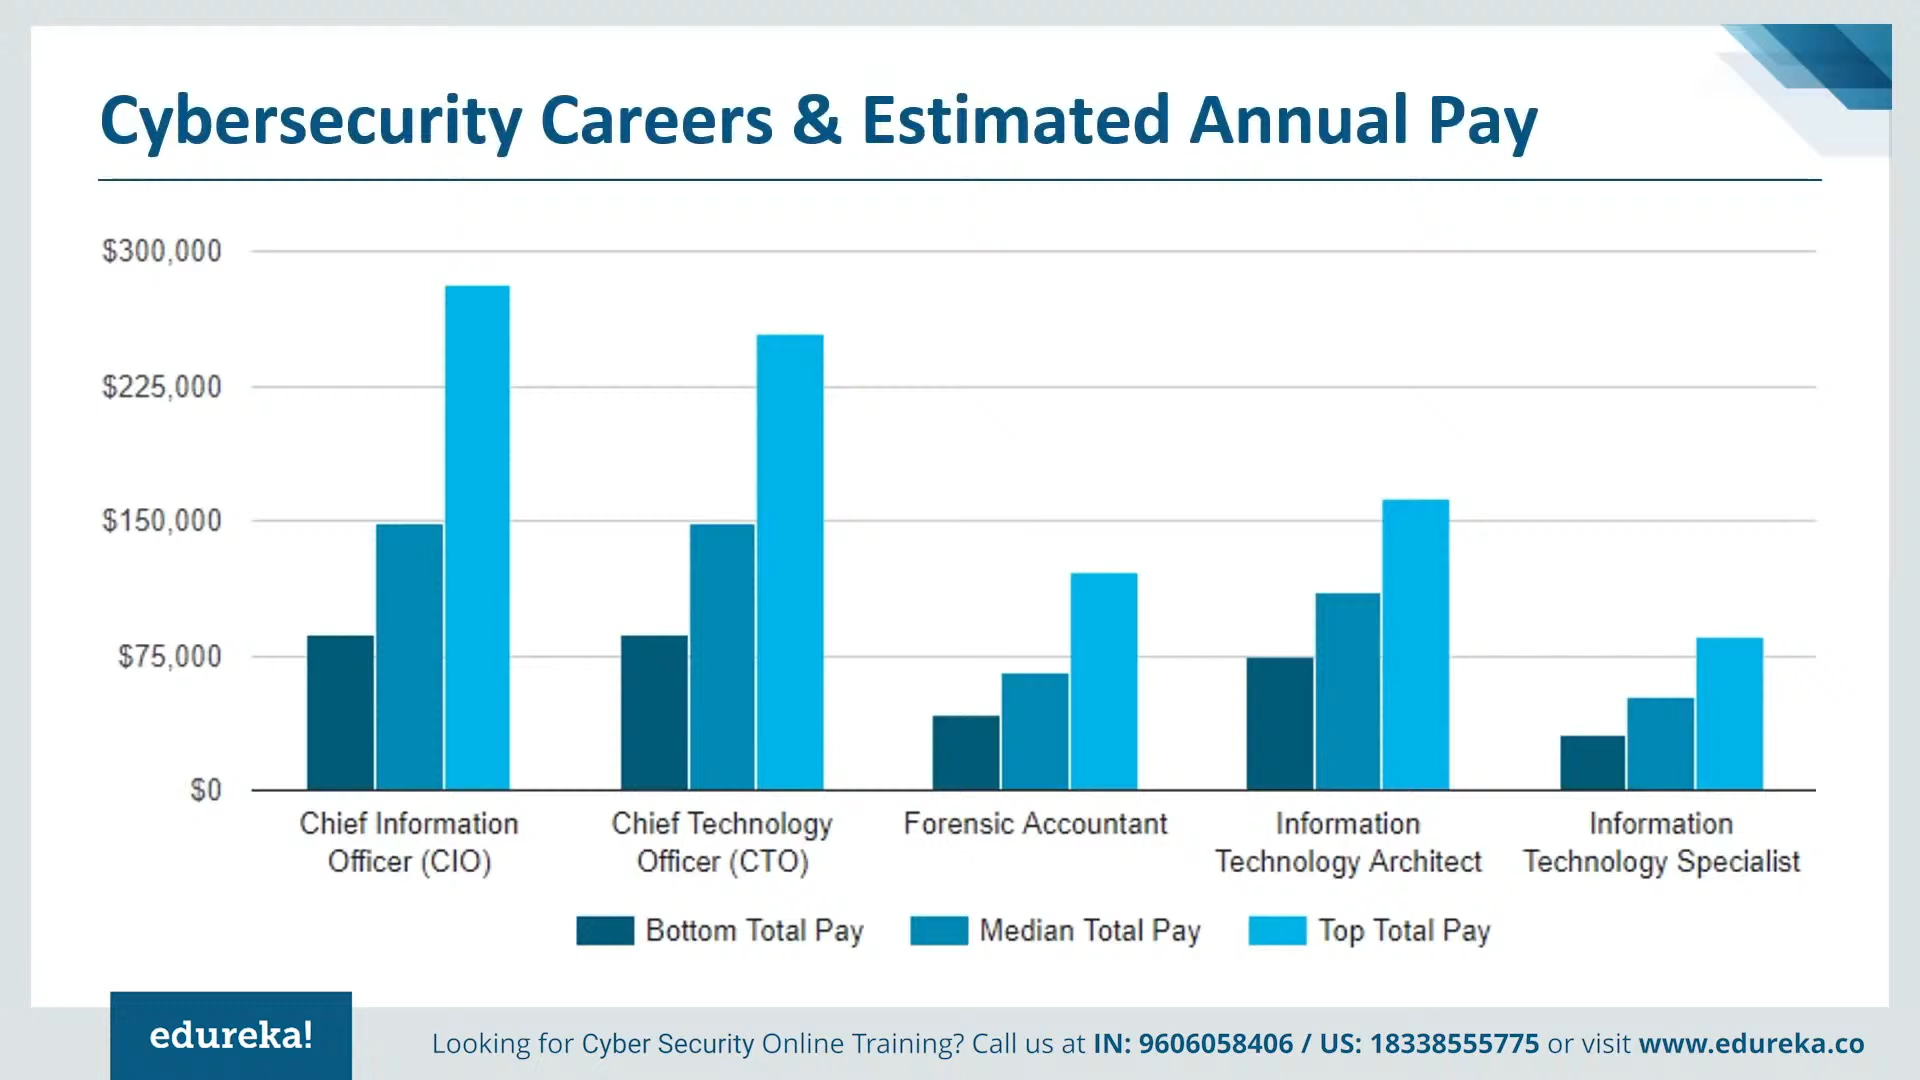 Cybersecurity Careers & Estimated Annual Pay
$300,000
$225,000
$150,000
$75,000
$0
Chief Information
Officer (CIO)
Chief Technology
Officer (CTO)
Forensic Accountant
Information
Technology Architect
Information
Technology Specialist
Bottom Total Pay
Median Total Pay
Top Total Pay
edureka!
Looking for Cyber Security Online Training? Call us at IN: 9606058406 / US: 18338555775 or visit www.edureka.co